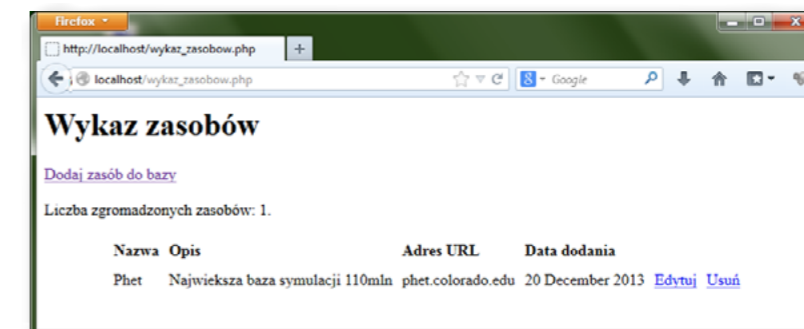 Firefox
http://localhost/wykaz_zasobow.php
localhost/wykaz_zasobow.php Google
Wykaz zasobów
Dodaj zasób do bazy
Liczba zgromadzonych zasobów: 1.
Nazwa Opis Adres URL Data dodania
Phet Najwieksza baza symulacji 110mln phet.colorado.edu 20 December 2013 Edytuj Usuń